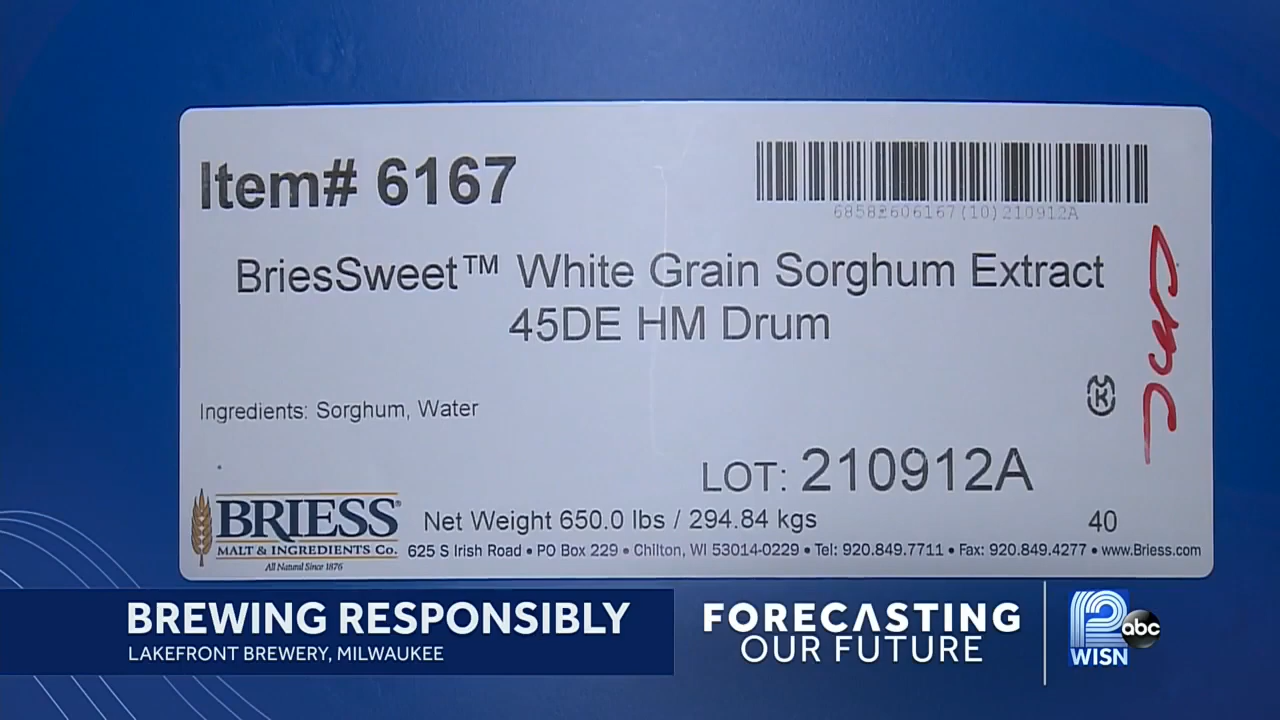 Item# 6167
68582606167(10)210912A
BriesSweet™ White Grain Sorghum Extract
45DE HM Drum
Ingredients: Sorghum, Water
K
LOT: 210912A
BRIESS®
MALT & INGREDIENTS Co.
All Natural Since 1876
Net Weight 650.0 lbs / 294.84 kgs
40
625 S Irish Road • PO Box 229 • Chilton, WI 53014-0229 • Tel: 920.849.7711 • Fax: 920.849.4277 • www.Briess.com
BREWING RESPONSIBLY
LAKEFRONT BREWERY, MILWAUKEE
FORECASTING
OUR FUTURE
12
abc
WISN